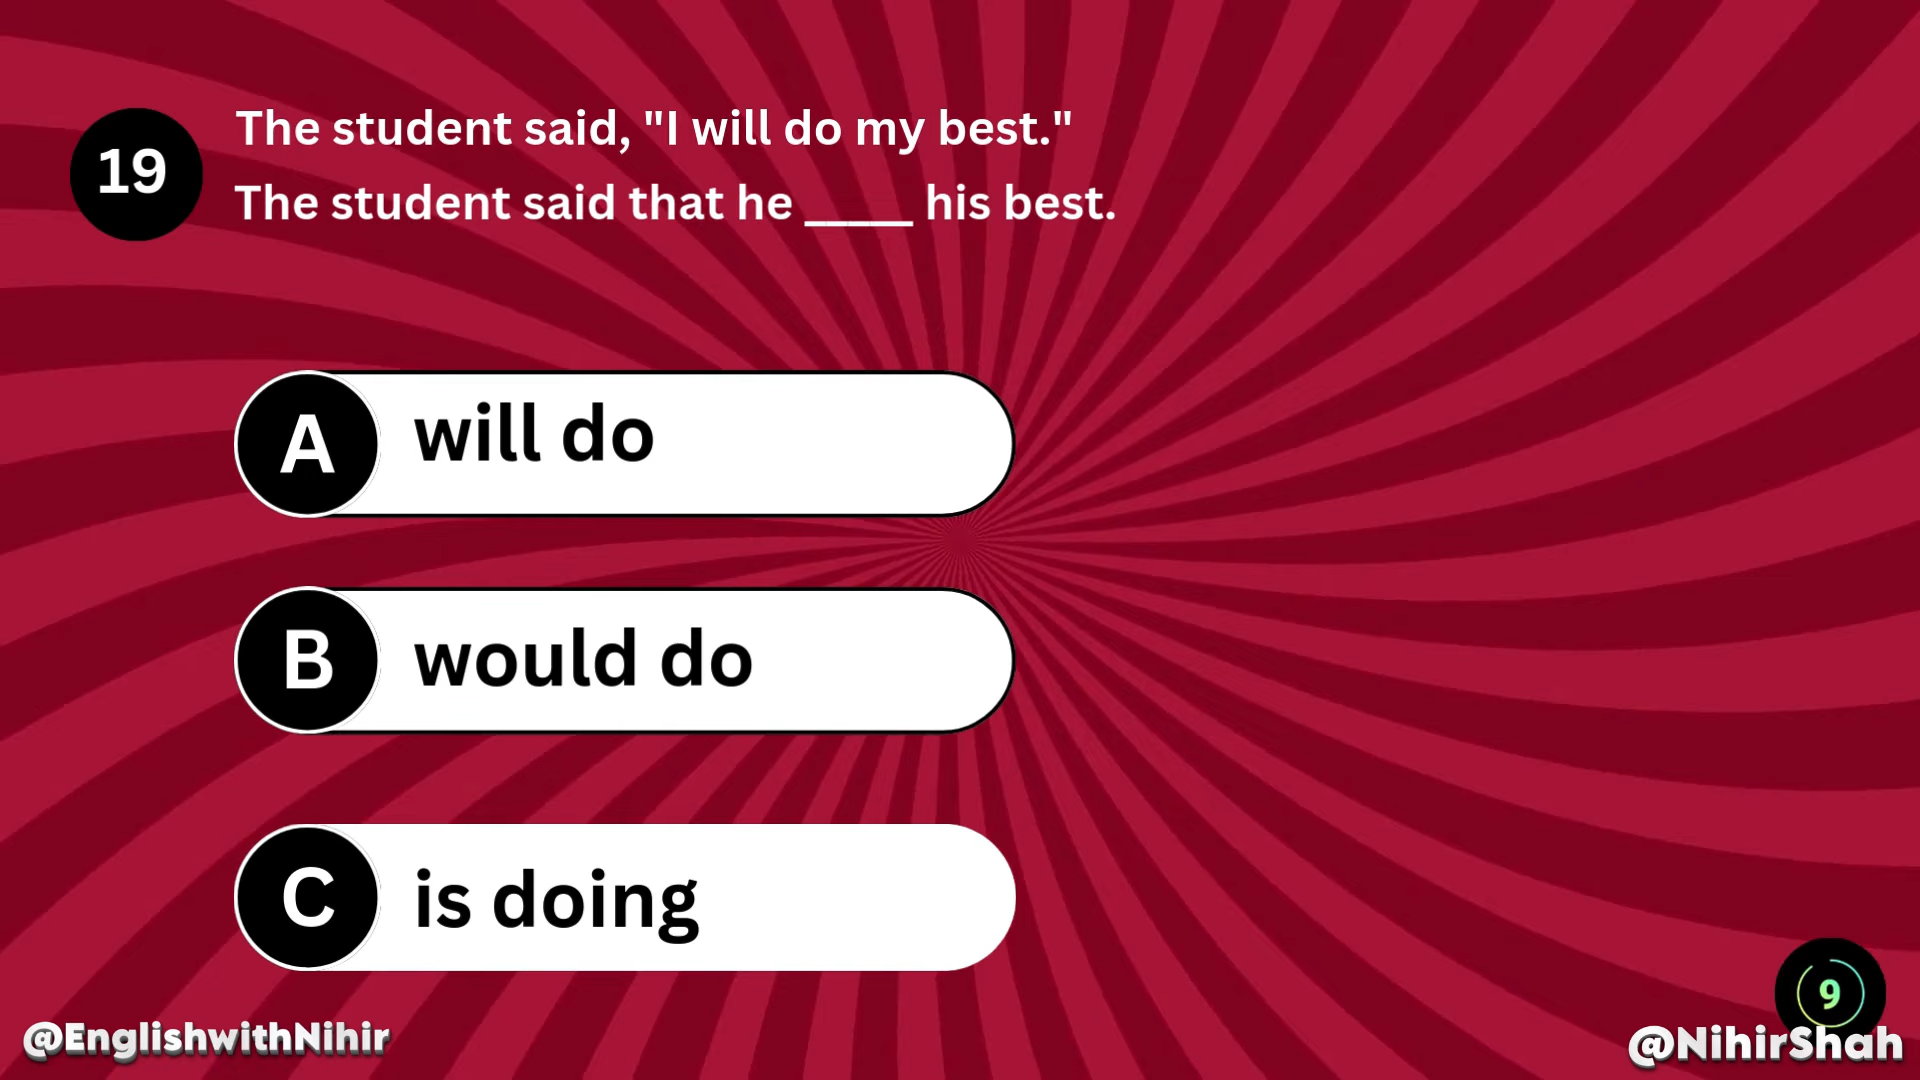 19
The student said, "I will do my best."
The student said that he _____ his best.
A will do
B would do
C is doing
9
@EnglishwithNihir
@NihirShah